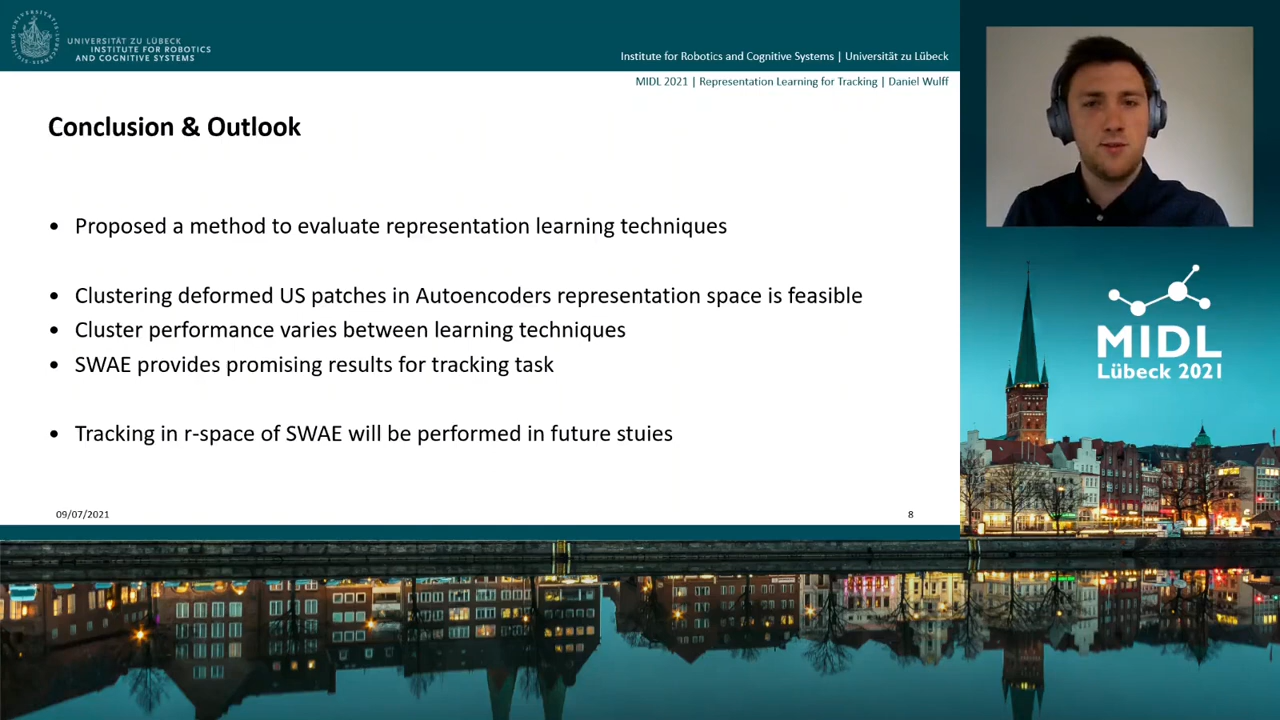 UNIVERSITÄT ZU LÜBECK
INSTITUTE FOR ROBOTICS
AND COGNITIVE SYSTEMS
Institute for Robotics and Cognitive Systems | Universität zu Lübeck
MIDL 2021 | Representation Learning for Tracking | Daniel Wulff
Conclusion & Outlook
• Proposed a method to evaluate representation learning techniques
• Clustering deformed US patches in Autoencoders representation space is feasible
• Cluster performance varies between learning techniques
• SWAE provides promising results for tracking task
• Tracking in r-space of SWAE will be performed in future stuies
09/07/2021
8
MIDL
Lübeck 2021